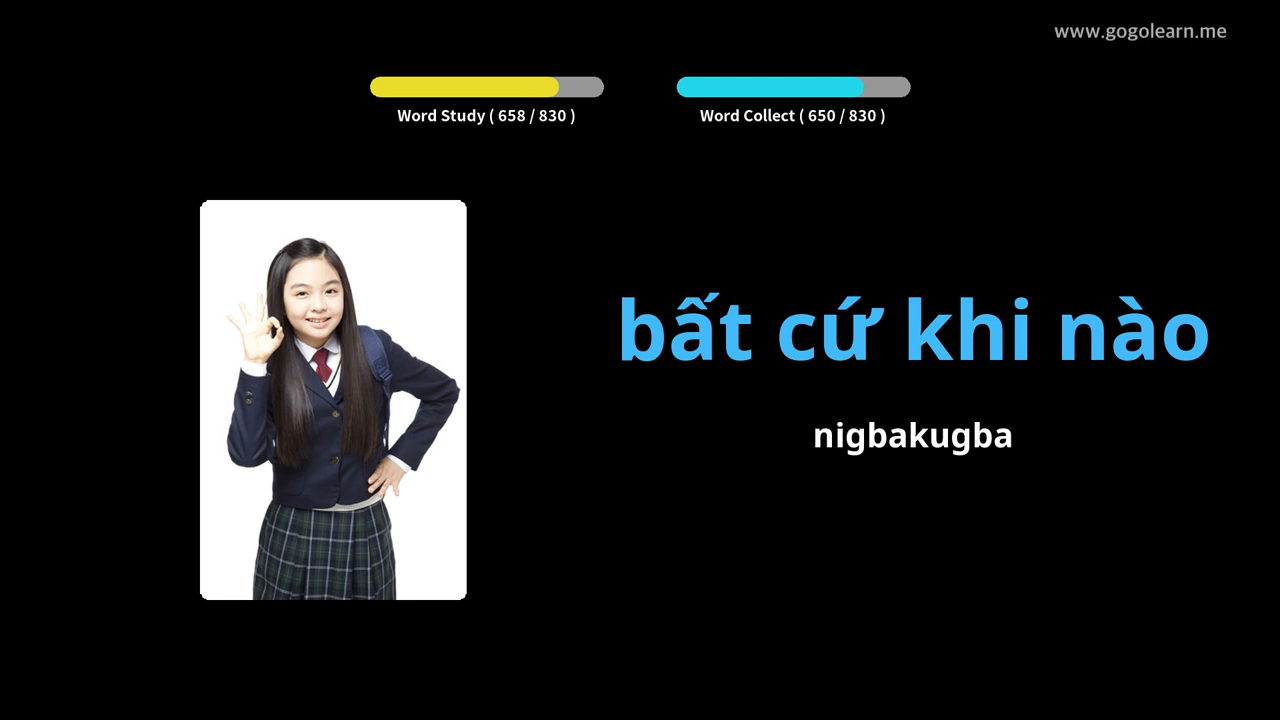 www.gogolearn.me
Word Study ( 658 / 830 )
Word Collect ( 650 / 830 )
bất cứ khi nào
nigbakugba